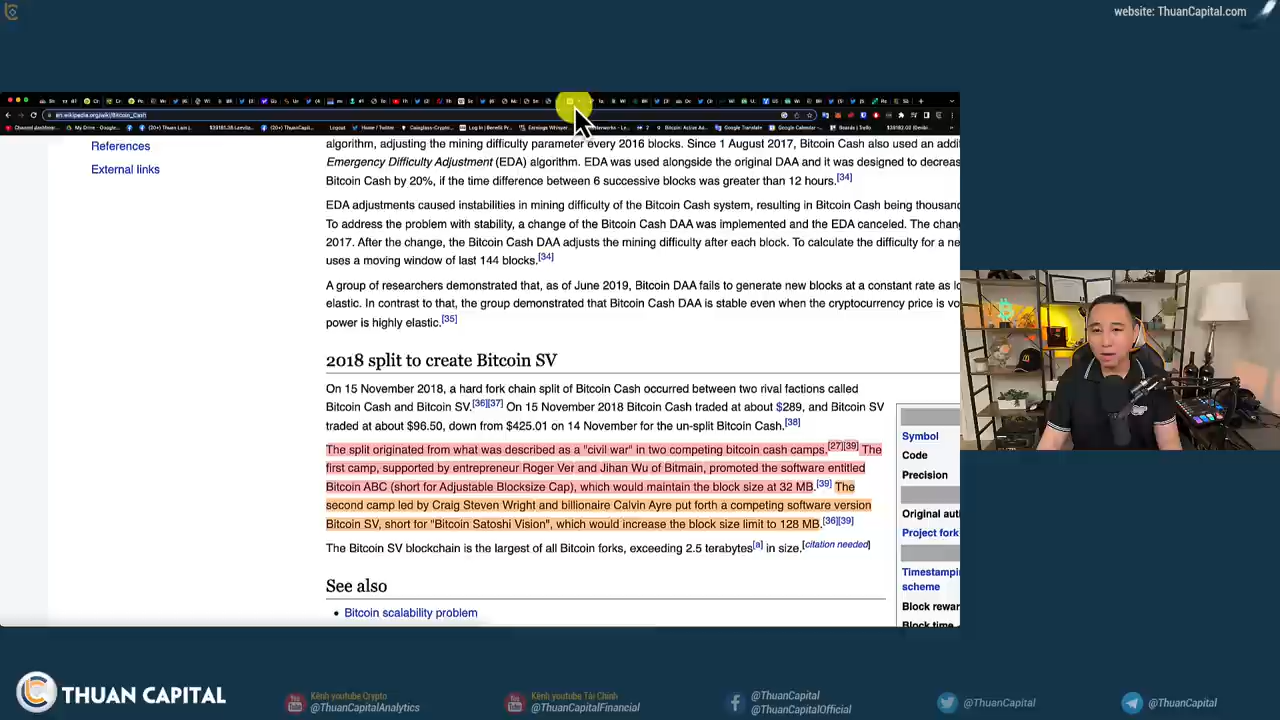 website: ThuanCapital.com
en.wikipedia.org/wiki/Bitcoin_Cash
References
External links
algorithm, adjusting the mining difficulty parameter every 2016 blocks. Since 1 August 2017, Bitcoin Cash also used an addi
Emergency Difficulty Adjustment (EDA) algorithm. EDA was used alongside the original DAA and it was designed to decreas
Bitcoin Cash by 20%, if the time difference between 6 successive blocks was greater than 12 hours.[34]
EDA adjustments caused instabilities in mining difficulty of the Bitcoin Cash system, resulting in Bitcoin Cash being thousan
To address the problem with stability, a change of the Bitcoin Cash DAA was implemented and the EDA canceled. The chan
2017. After the change, the Bitcoin Cash DAA adjusts the mining difficulty after each block. To calculate the difficulty for a ne
uses a moving window of last 144 blocks.[34]
A group of researchers demonstrated that, as of June 2019, Bitcoin DAA fails to generate new blocks at a constant rate as lo
elastic. In contrast to that, the group demonstrated that Bitcoin Cash DAA is stable even when the cryptocurrency price is vo
power is highly elastic.[35]
2018 split to create Bitcoin SV
On 15 November 2018, a hard fork chain split of Bitcoin Cash occurred between two rival factions called
Bitcoin Cash and Bitcoin SV.[36][37] On 15 November 2018 Bitcoin Cash traded at about $289, and Bitcoin SV
traded at about $96.50, down from $425.01 on 14 November for the un-split Bitcoin Cash.[38]
The split originated from what was described as a "civil war" in two competing bitcoin cash camps.[27][39] The
first camp, supported by entrepreneur Roger Ver and Jihan Wu of Bitmain, promoted the software entitled
Bitcoin ABC (short for Adjustable Blocksize Cap), which would maintain the block size at 32 MB.[39] The
second camp led by Craig Steven Wright and billionaire Calvin Ayre put forth a competing software version
Bitcoin SV, short for "Bitcoin Satoshi Vision", which would increase the block size limit to 128 MB.[36][39]
The Bitcoin SV blockchain is the largest of all Bitcoin forks, exceeding 2.5 terabytes[a] in size.[citation needed]
See also
• Bitcoin scalability problem
Symbol
Code
Precision
Original auth
Project fork
Timestampi
scheme
Block rewar
Block time
THUAN CAPITAL
Kênh youtube Crypto
@ThuanCapitalAnalytics
Kênh youtube Tài Chính
@ThuanCapitalFinancial
@ThuanCapital
@ThuanCapitalOfficial
@ThuanCapital
@ThuanCapital